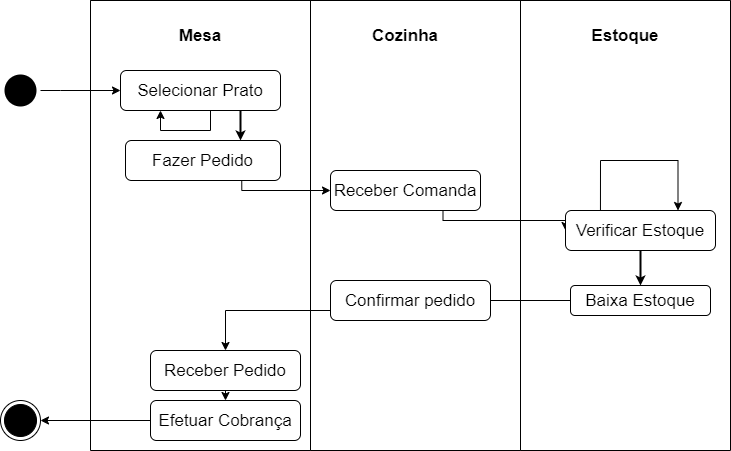 Mesa
Cozinha
Estoque
Selecionar Prato
Fazer Pedido
Receber Comanda
Verificar Estoque
Baixa Estoque
Confirmar pedido
Receber Pedido
Efetuar Cobrança